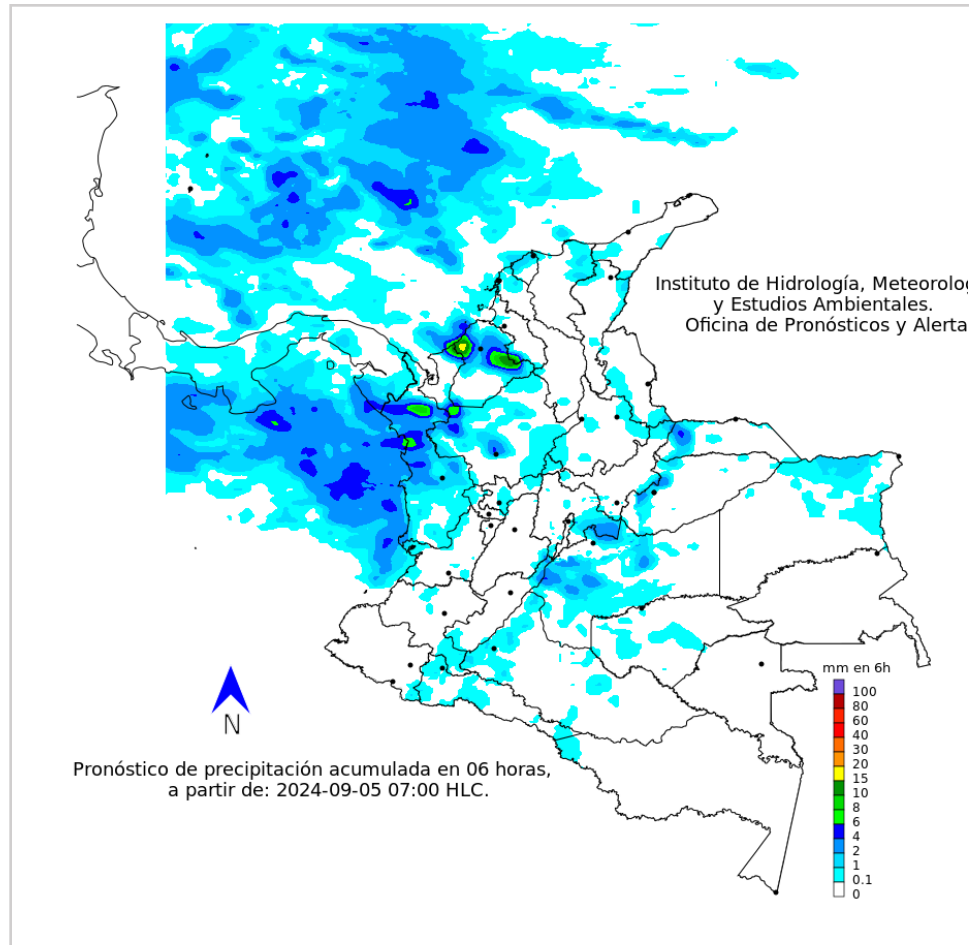 Instituto de Hidrología, Meteorolog
y Estudios Ambientales.
Oficina de Pronósticos y Alerta
mm en 6h
100
80
60
40
30
20
15
10
8
6
4
2
1
0.1
0
N
Pronóstico de precipitación acumulada en 06 horas,
a partir de: 2024-09-05 07:00 HLC.